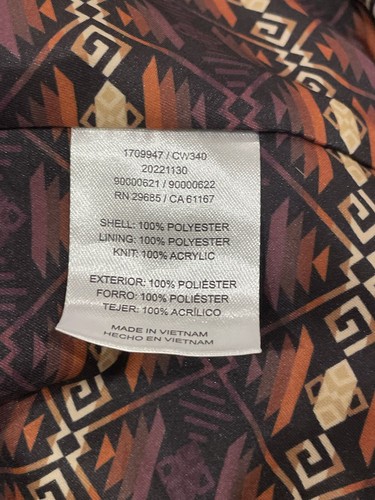 1709947 / CW340
20221130
90000621 / 90000622
RN 29685 / CA 61167
SHELL: 100% POLYESTER
LINING: 100% POLYESTER
KNIT: 100% ACRYLIC
EXTERIOR: 100% POLIÉSTER
FORRO: 100% POLIÉSTER
TEJER: 100% ACRÍLICO
MADE IN VIETNAM
HECHO EN VIETNAM